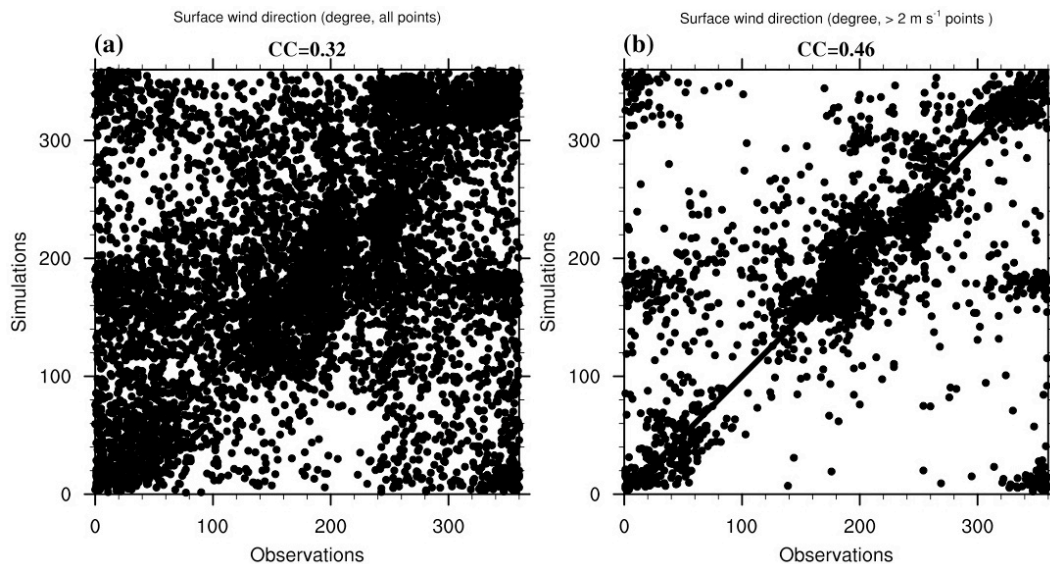 Surface wind direction (degree, all points)
(a)
CC=0.32
300
200
100
0
Simulations
0 100 200 300
Observations
Surface wind direction (degree, > 2 m s⁻¹ points )
(b)
CC=0.46
300
200
100
0
Simulations
0 100 200 300
Observations